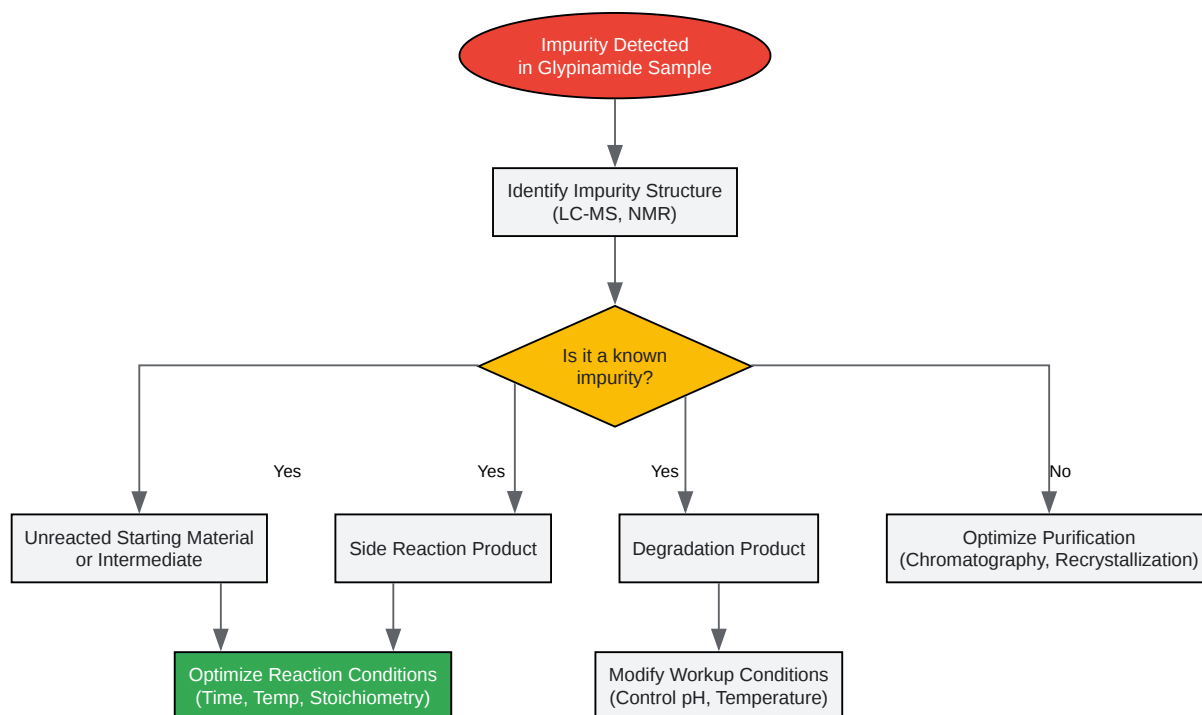 Impurity Detected
in Glypinamide Sample
Identify Impurity Structure
(LC-MS, NMR)
Is it a known
impurity?
Yes
Yes
Yes
No
Unreacted Starting Material
or Intermediate
Side Reaction Product
Degradation Product
Optimize Purification
(Chromatography, Recrystallization)
Optimize Reaction Conditions
(Time, Temp, Stoichiometry)
Modify Workup Conditions
(Control pH, Temperature)